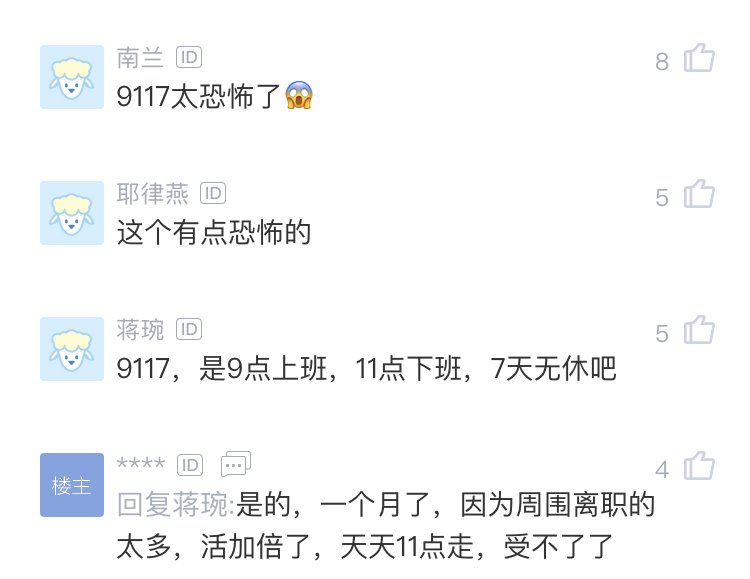 南兰 ID 8
9117太恐怖了😱
耶律燕 ID 5
这个有点恐怖的
蒋琬 ID 5
9117，是9点上班，11点下班，7天无休吧
楼主 **** ID 4
回复蒋琬:是的，一个月了，因为周围离职的
太多，活加倍了，天天11点走，受不了了